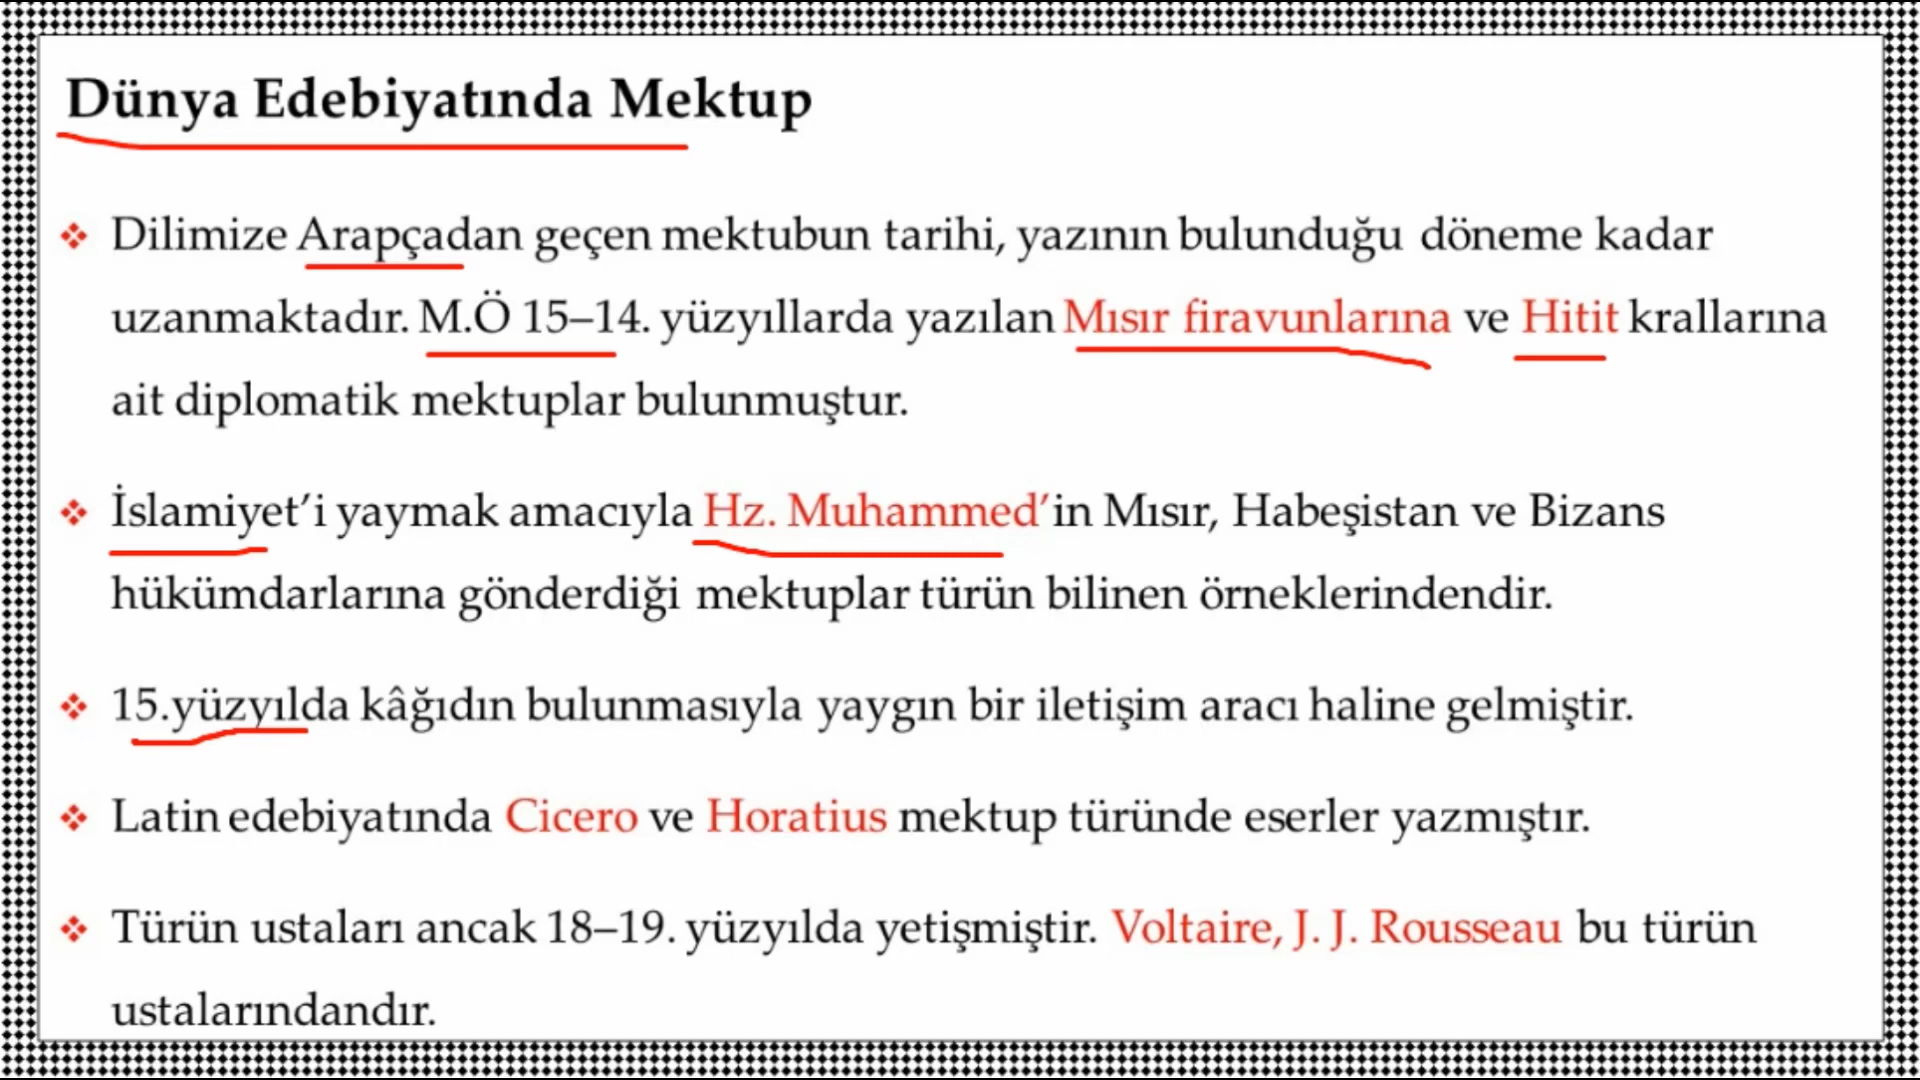 Dünya Edebiyatında Mektup
❖ Dilimize Arapçadan geçen mektubun tarihi, yazının bulunduğu döneme kadar
uzanmaktadır. M.Ö 15–14. yüzyıllarda yazılan Mısır firavunlarına ve Hitit krallarına
ait diplomatik mektuplar bulunmuştur.
❖ İslamiyet’i yaymak amacıyla Hz. Muhammed’in Mısır, Habeşistan ve Bizans
hükümdarlarına gönderdiği mektuplar türün bilinen örneklerindendir.
❖ 15.yüzyılda kâğıdın bulunmasıyla yaygın bir iletişim aracı haline gelmiştir.
❖ Latin edebiyatında Cicero ve Horatius mektup türünde eserler yazmıştır.
❖ Türün ustaları ancak 18–19. yüzyılda yetişmiştir. Voltaire, J. J. Rousseau bu türün
ustalarındandır.